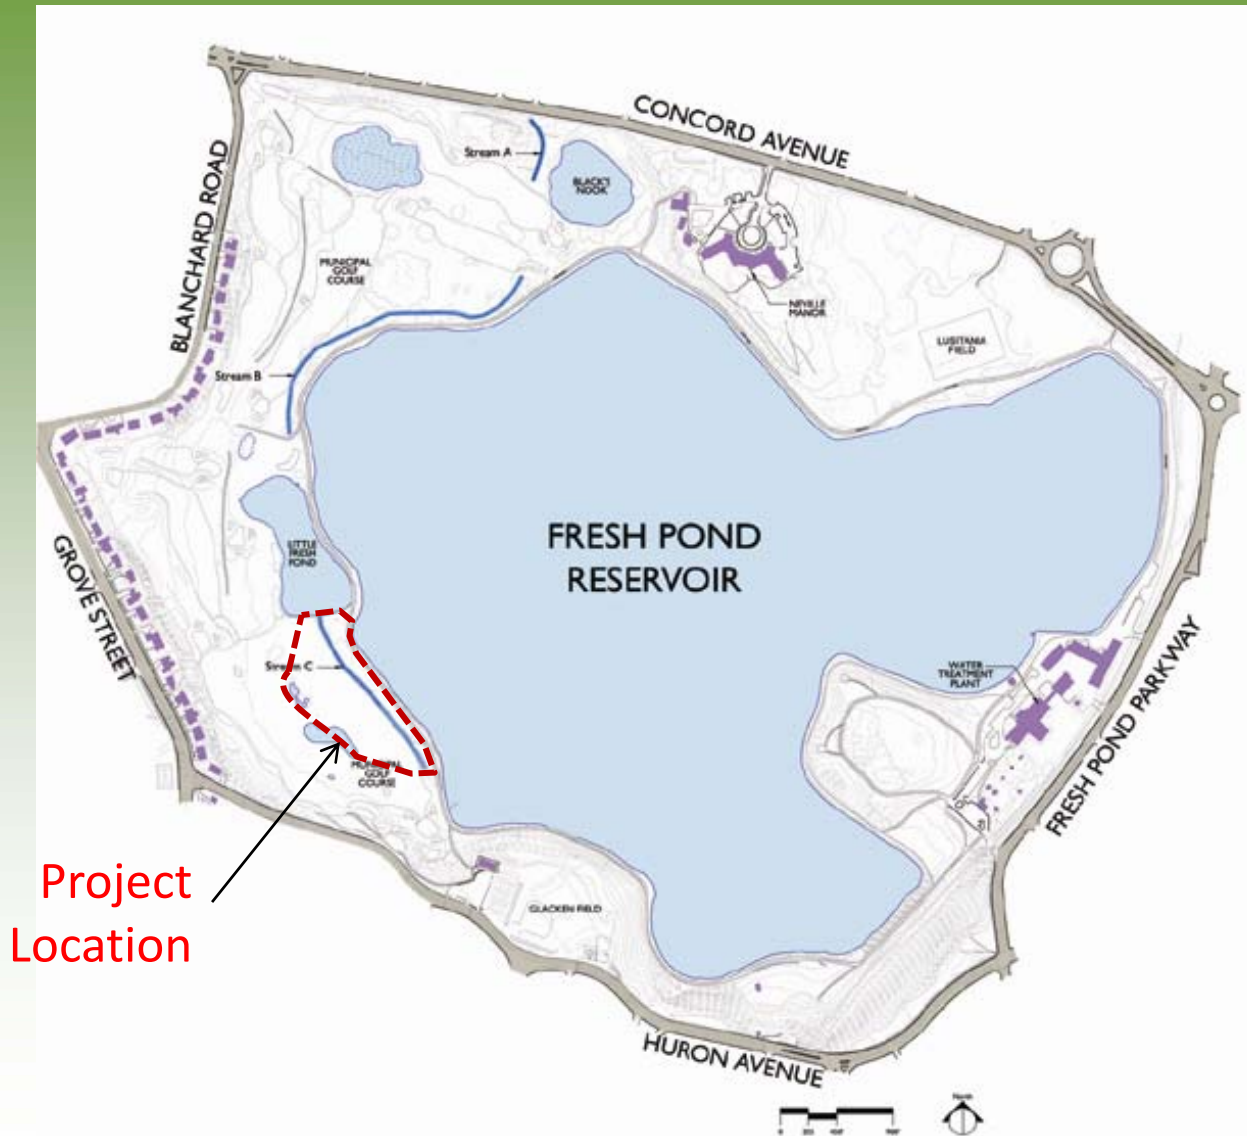 CONCORD AVENUE
Stream A
BLACK'S
NOOK
BLANCHARD ROAD
MUNICIPAL
GOLF
COURSE
NEVILLE
MANOR
LUSITANIA
FIELD
Stream B
FRESH POND
RESERVOIR
LITTLE
FRESH
POND
GROVE STREET
Stream C
WATER
TREATMENT
PLANT
FRESH POND PARKWAY
MUNICIPAL
GOLF
COURSE
Project
Location
GLACKEN FIELD
HURON AVENUE
North
0